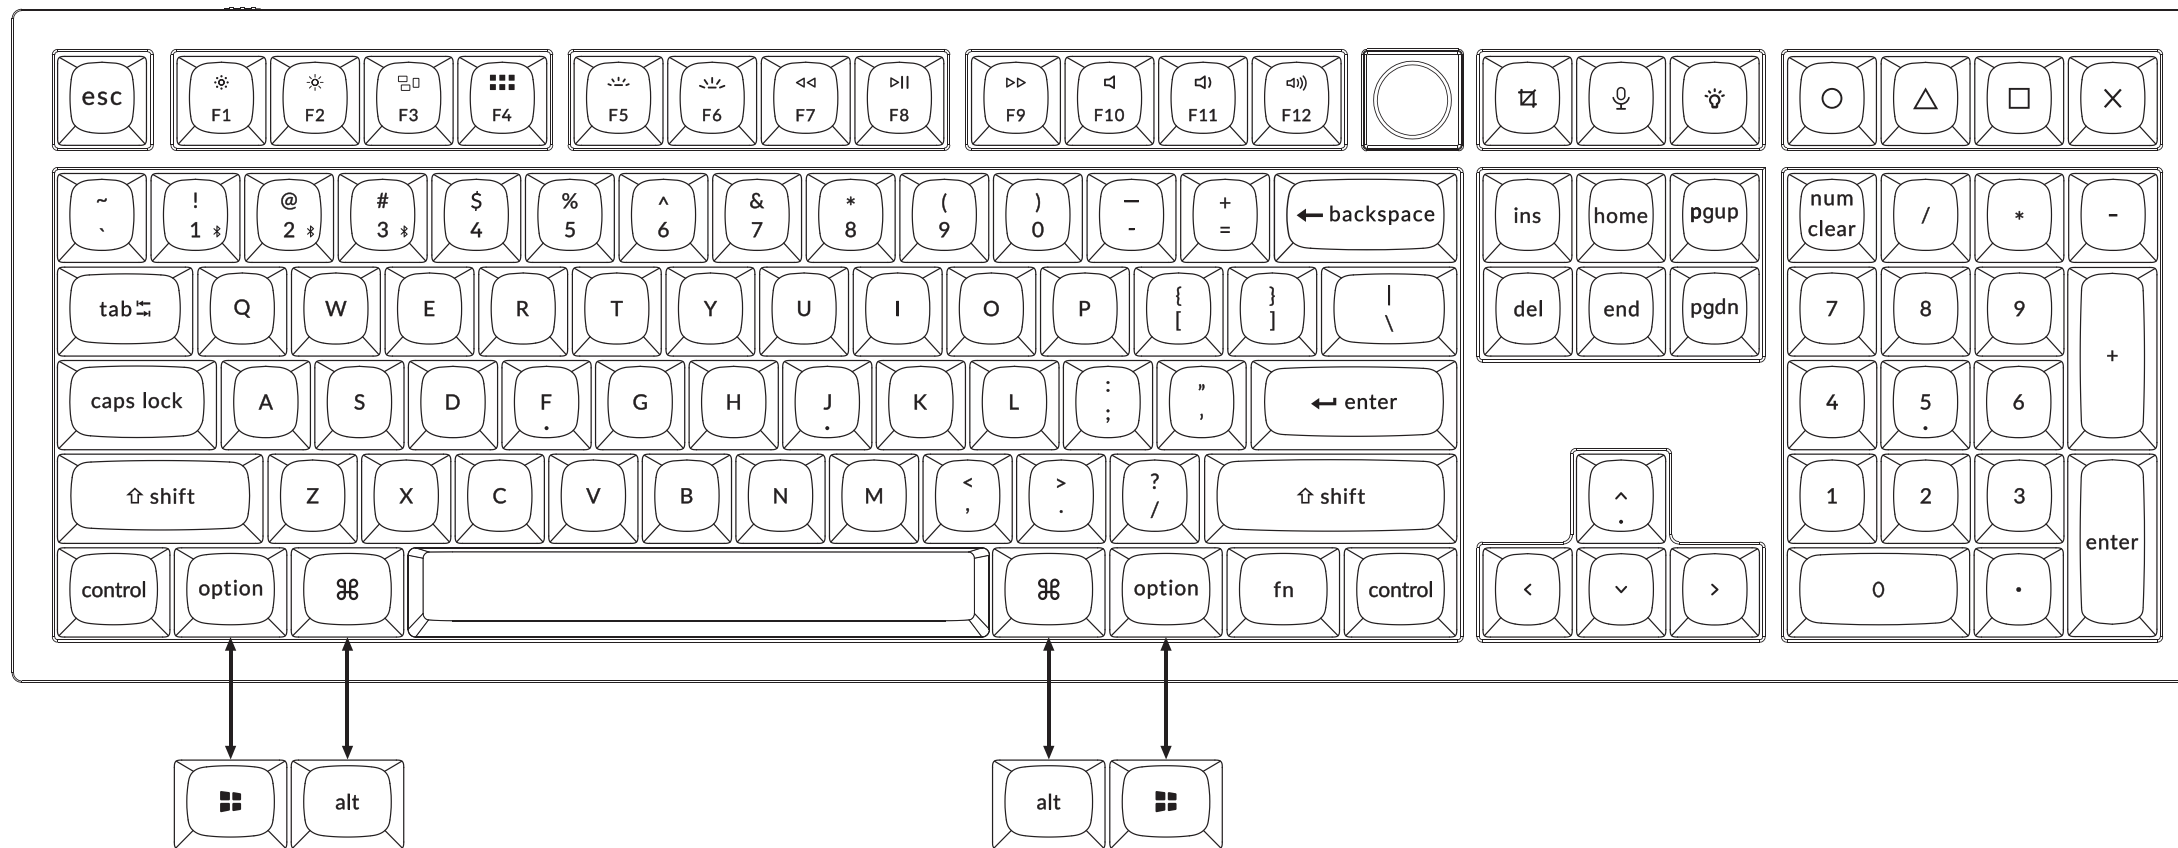 esc F1 F2 F3 F4 F5 F6 F7 F8 F9 F10 F11 F12
~ ! @ # $ % ^ & * ( ) — +
` 1 2 3 4 5 6 7 8 9 0 - = backspace ins home pgup num clear / * -
tab Q W E R T Y U I O P { [ } ] | \ del end pgdn 7 8 9 +
caps lock A S D F G H J K L : ; " , enter 4 5 6
shift Z X C V B N M < , > . ? / shift ^ 1 2 3 enter
control option ⌘ ⌘ option fn control < ⌄ > 0 .
alt alt